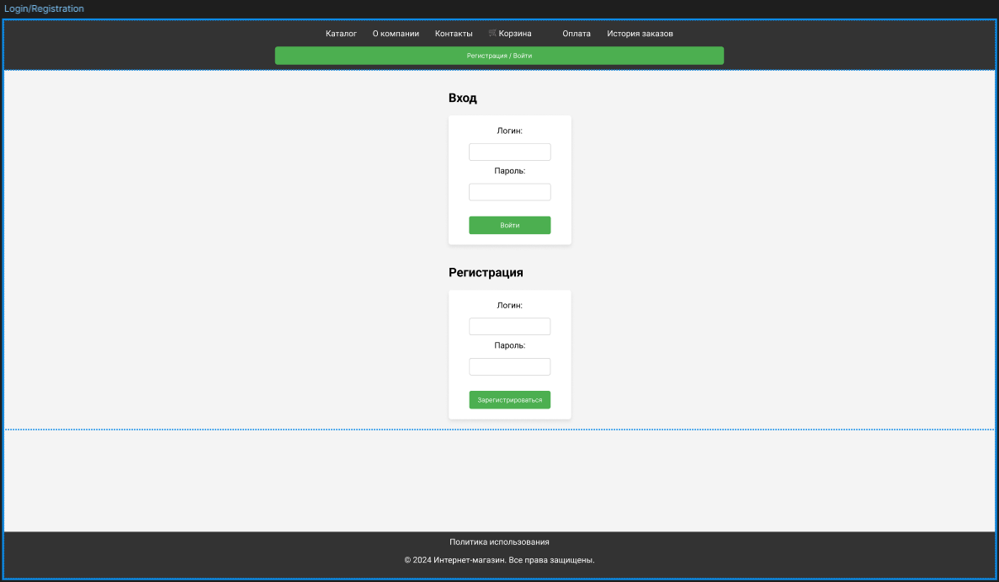 Login/Registration
Каталог О компании Контакты 🛒 Корзина Оплата История заказов
Регистрация / Войти
Вход
Логин:
Пароль:
Войти
Регистрация
Логин:
Пароль:
Зарегистрироваться
Политика использования
© 2024 Интернет-магазин. Все права защищены.